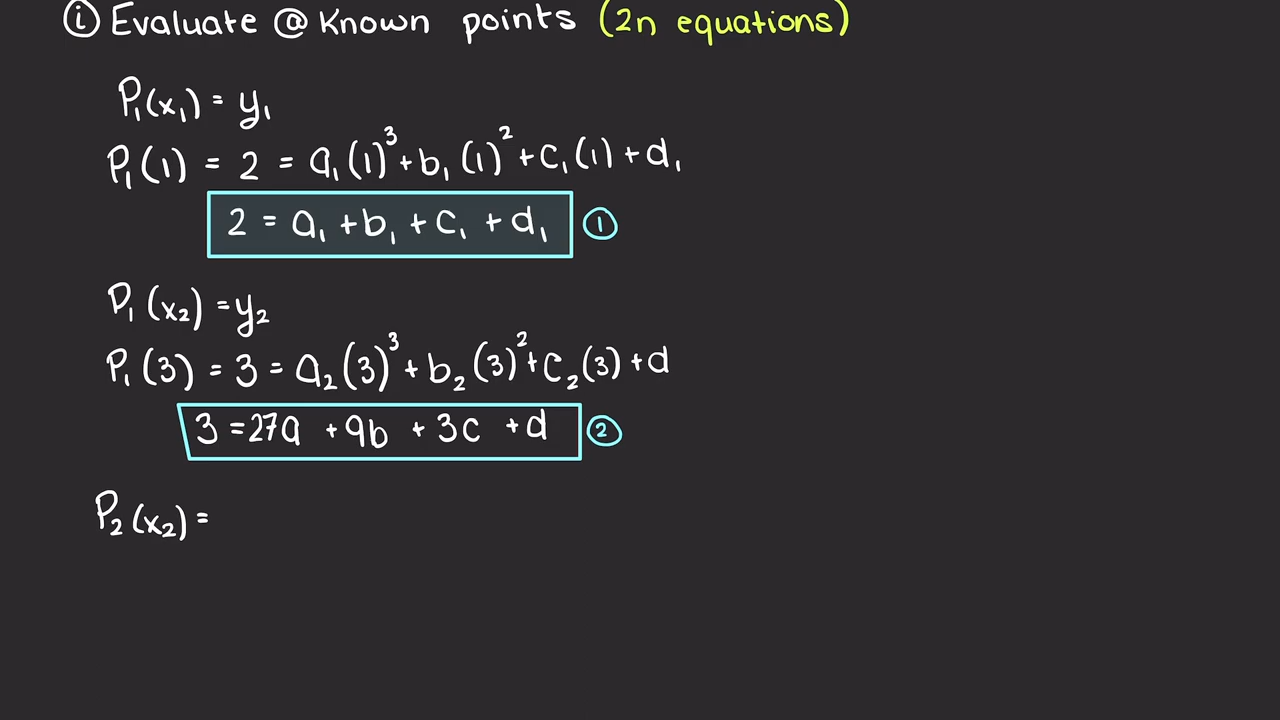 ⓘ Evaluate @ Known points (2n equations)
P₁(x₁) = y₁
P₁(1) = 2 = a₁(1)³ + b₁(1)² + c₁(1) + d₁
2 = a₁ + b₁ + c₁ + d₁ ①
P₁(x₂) = y₂
P₁(3) = 3 = a₂(3)³ + b₂(3)² + c₂(3) + d
3 = 27a + 9b + 3c + d ②
P₂(x₂) =